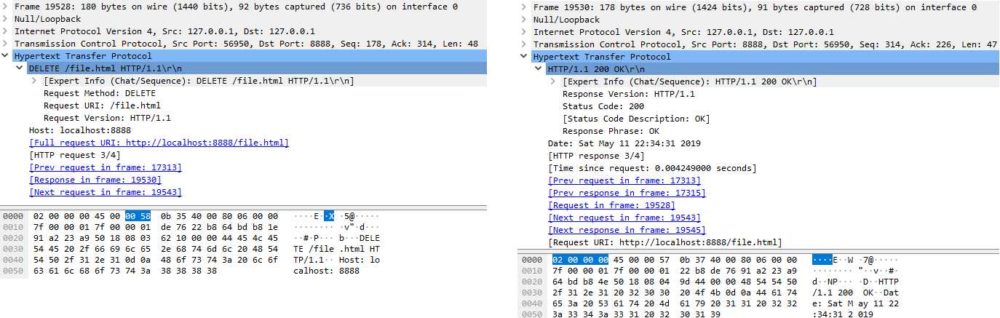 Frame 19528: 180 bytes on wire (1440 bits), 92 bytes captured (736 bits) on interface 0
Null/Loopback
Internet Protocol Version 4, Src: 127.0.0.1, Dst: 127.0.0.1
Transmission Control Protocol, Src Port: 56950, Dst Port: 8888, Seq: 178, Ack: 314, Len: 48
Hypertext Transfer Protocol
DELETE /file.html HTTP/1.1\r\n
[Expert Info (Chat/Sequence): DELETE /file.html HTTP/1.1\r\n]
Request Method: DELETE
Request URI: /file.html
Request Version: HTTP/1.1
Host: localhost:8888
[Full request URI: http://localhost:8888/file.html]
[HTTP request 3/4]
[Prev request in frame: 17313]
[Response in frame: 19530]
[Next request in frame: 19543]
0000 02 00 00 00 45 00 00 58 0b 35 40 00 80 06 00 00 ····E··X ·5@·····
0010 7f 00 00 01 7f 00 00 01 de 76 22 b8 64 bd b8 1e ········ ·v"·d···
0020 91 a2 23 a9 50 18 08 03 62 10 00 00 44 45 4c 45 ··#·P··· b···DELE
0030 54 45 20 2f 66 69 6c 65 2e 68 74 6d 6c 20 48 54 TE /file .html HT
0040 54 50 2f 31 2e 31 0d 0a 48 6f 73 74 3a 20 6c 6f TP/1.1·· Host: lo
0050 63 61 6c 68 6f 73 74 3a 38 38 38 38 calhost: 8888
Frame 19530: 178 bytes on wire (1424 bits), 91 bytes captured (728 bits) on interface 0
Null/Loopback
Internet Protocol Version 4, Src: 127.0.0.1, Dst: 127.0.0.1
Transmission Control Protocol, Src Port: 8888, Dst Port: 56950, Seq: 314, Ack: 226, Len: 47
Hypertext Transfer Protocol
HTTP/1.1 200 OK\r\n
[Expert Info (Chat/Sequence): HTTP/1.1 200 OK\r\n]
Response Version: HTTP/1.1
Status Code: 200
[Status Code Description: OK]
Response Phrase: OK
Date: Sat May 11 22:34:31 2019
[HTTP response 3/4]
[Time since request: 0.004249000 seconds]
[Prev request in frame: 17313]
[Prev response in frame: 17315]
[Request in frame: 19528]
[Next request in frame: 19543]
[Next response in frame: 19545]
[Request URI: http://localhost:8888/file.html]
0000 02 00 00 00 45 00 00 57 0b 37 40 00 80 06 00 00 ····E··W ·7@·····
0010 7f 00 00 01 7f 00 00 01 22 b8 de 76 91 a2 23 a9 ········ "··v··#·
0020 64 bd b8 4e 50 18 08 04 9d 44 00 00 48 54 54 50 d··NP··· ·D··HTTP
0030 2f 31 2e 31 20 32 30 30 20 4f 4b 0d 0a 44 61 74 /1.1 200 OK··Dat
0040 65 3a 20 53 61 74 20 4d 61 79 20 31 31 20 32 32 e: Sat M ay 11 22
0050 3a 33 34 3a 33 31 20 32 30 31 39 :34:31 2 019